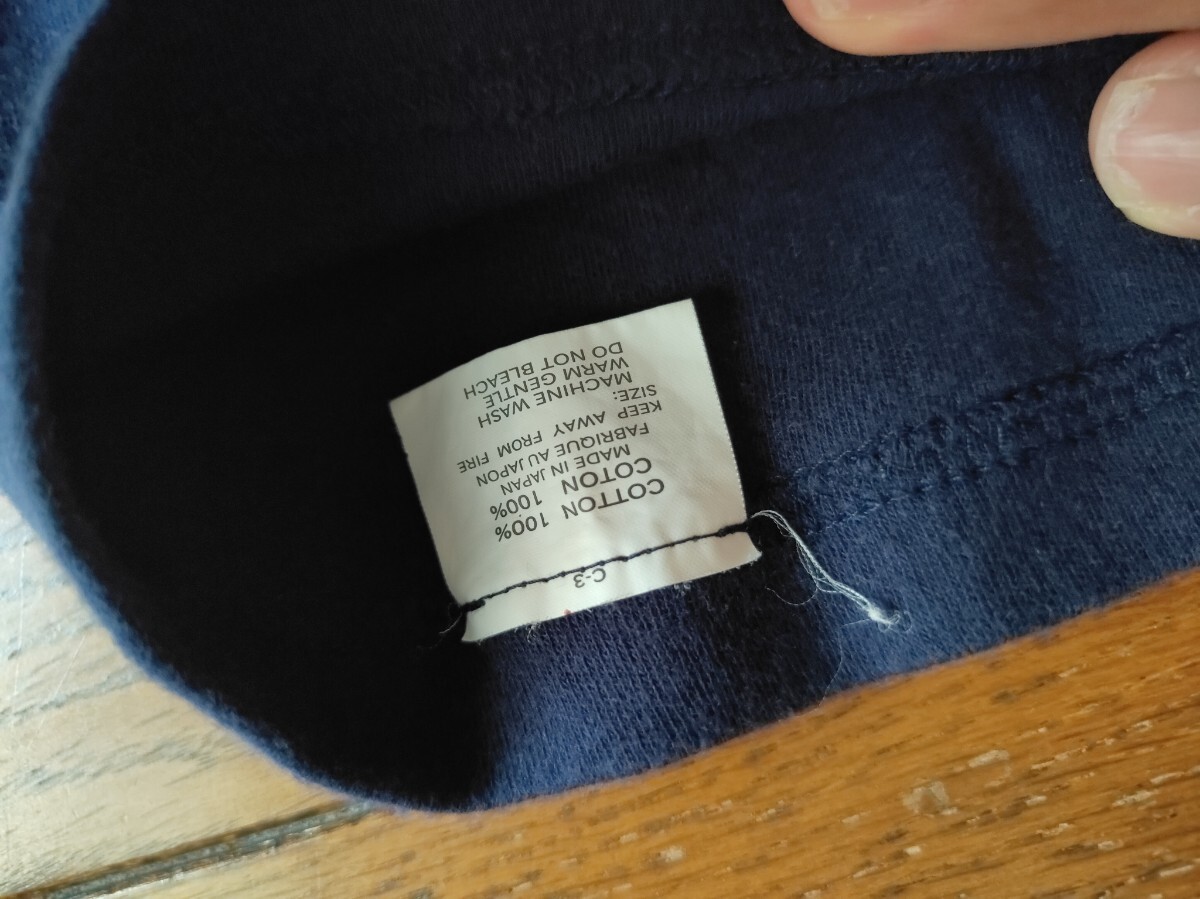 C-3
COTTON 100%
COTON 100%
MADE IN JAPAN
FABRIQUE AU JAPON
KEEP AWAY FROM FIRE
SIZE:
MACHINE WASH
WARM GENTLE
DO NOT BLEACH